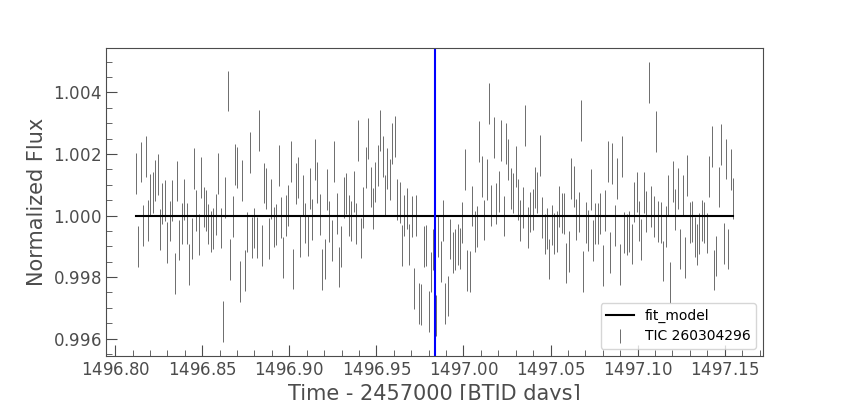 Normalized Flux
1.004
1.002
1.000
0.998
0.996
fit_model
TIC 260304296
1496.80 1496.85 1496.90 1496.95 1497.00 1497.05 1497.10 1497.15
Time - 2457000 [BTJD days]